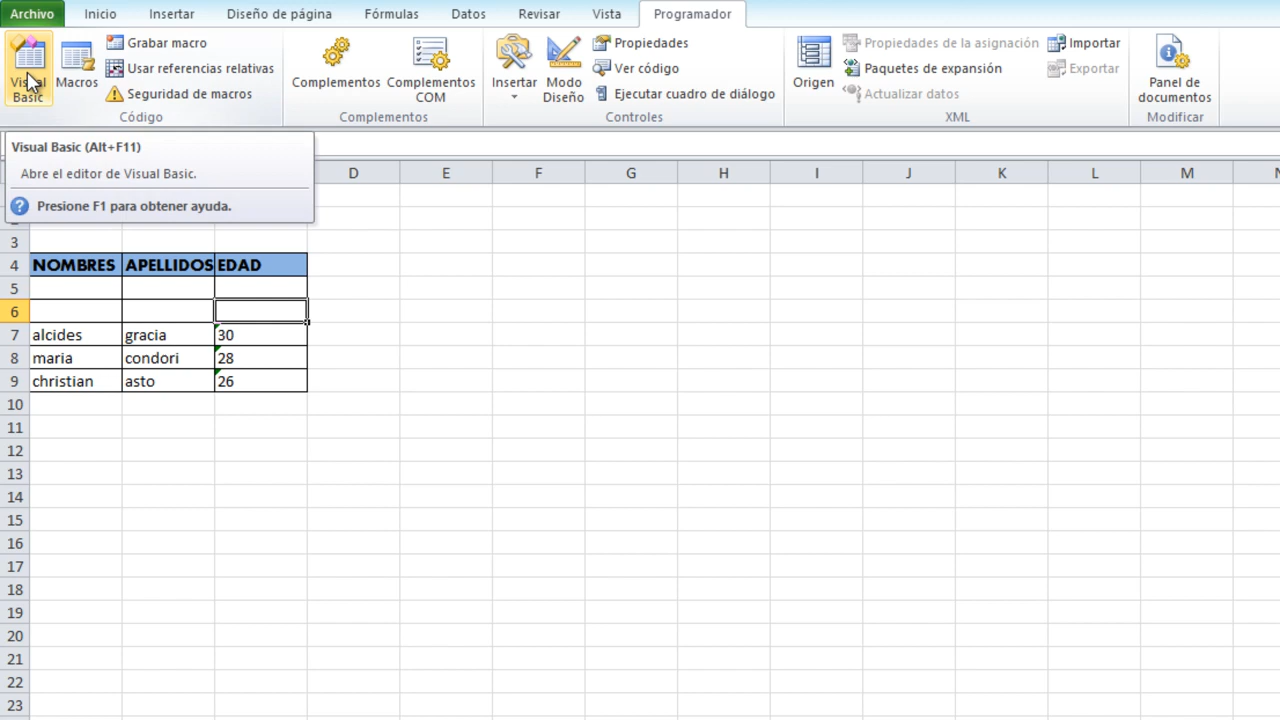 Archivo Inicio Insertar Diseño de página Fórmulas Datos Revisar Vista Programador
Visual Basic
Macros
Grabar macro
Usar referencias relativas
Seguridad de macros
Código
Complementos
Complementos COM
Complementos
Insertar
Modo Diseño
Propiedades
Ver código
Ejecutar cuadro de diálogo
Controles
Origen
Propiedades de la asignación
Paquetes de expansión
Actualizar datos
Importar
Exportar
XML
Panel de documentos
Modificar
Visual Basic (Alt+F11)
Abre el editor de Visual Basic.
Presione F1 para obtener ayuda.
D E F G H I J K L M N
3
4 NOMBRES APELLIDOS EDAD
5
6
7 alcides gracia 30
8 maria condori 28
9 christian asto 26
10
11
12
13
14
15
16
17
18
19
20
21
22
23